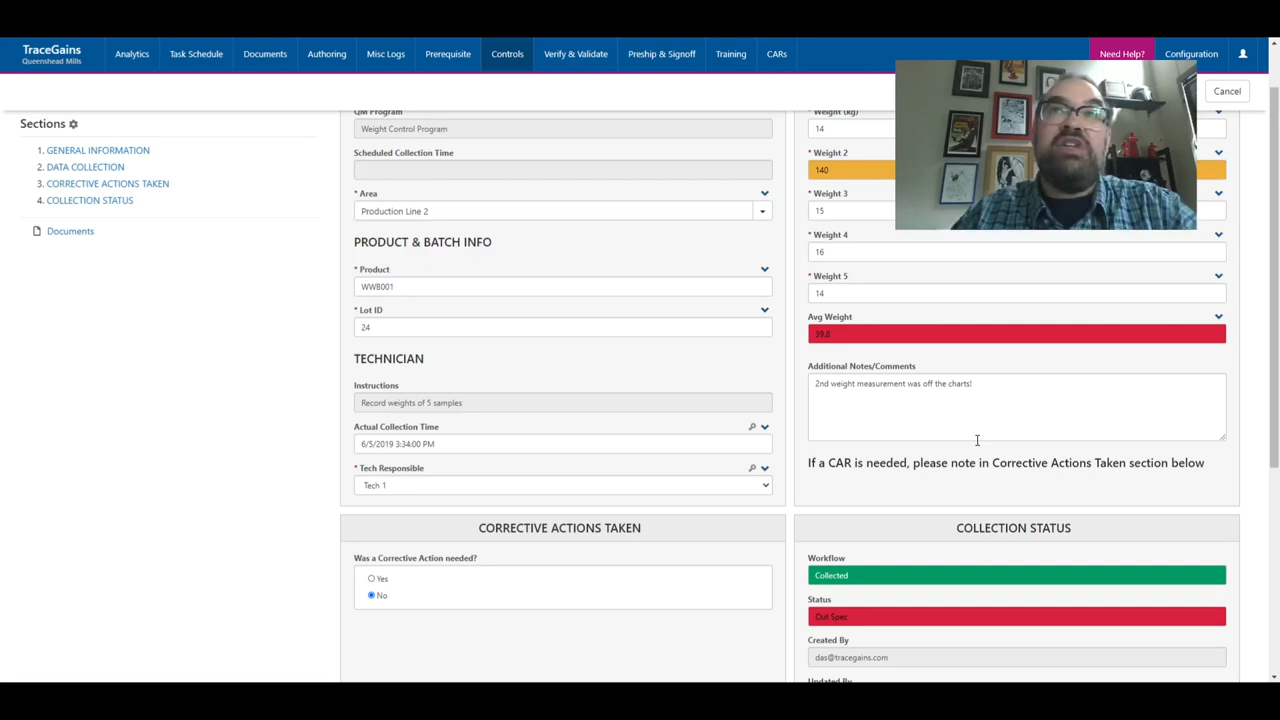 TraceGains
Queenshead Mills
Analytics
Task Schedule
Documents
Authoring
Misc Logs
Prerequisite
Controls
Verify & Validate
Preship & Signoff
Training
CARs
Need Help?
Configuration
Cancel
Sections
1. GENERAL INFORMATION
2. DATA COLLECTION
3. CORRECTIVE ACTIONS TAKEN
4. COLLECTION STATUS
Documents
QM Program
Weight Control Program
Scheduled Collection Time
* Area
Production Line 2
PRODUCT & BATCH INFO
* Product
WWB001
* Lot ID
24
TECHNICIAN
Instructions
Record weights of 5 samples
Actual Collection Time
6/5/2019 3:34:00 PM
* Tech Responsible
Tech 1
* Weight (kg)
14
* Weight 2
140
* Weight 3
15
* Weight 4
16
* Weight 5
14
Avg Weight
39.8
Additional Notes/Comments
2nd weight measurement was off the charts!
If a CAR is needed, please note in Corrective Actions Taken section below
CORRECTIVE ACTIONS TAKEN
Was a Corrective Action needed?
Yes
No
COLLECTION STATUS
Workflow
Collected
Status
Out Spec
Created By
das@tracegains.com
Updated By